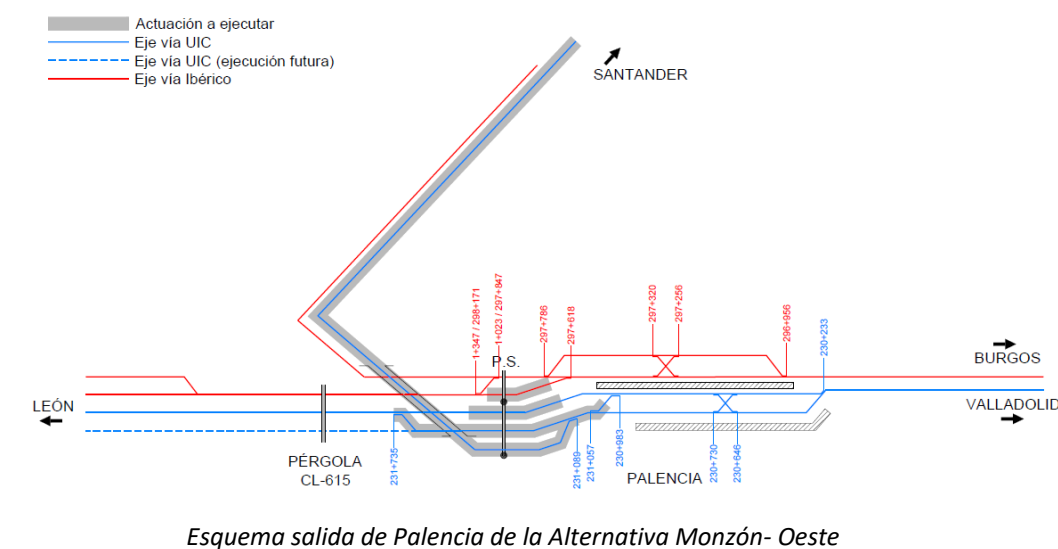 Actuación a ejecutar
Eje vía UIC
Eje vía UIC (ejecución futura)
Eje vía Ibérico
SANTANDER
1+347 / 298+171
1+023 / 297+847
297+786
297+618
297+320
297+256
296+956
230+233
P.S.
BURGOS
LEÓN
VALLADOLID
PÉRGOLA
CL-615
231+735
231+089
231+057
230+983
PALENCIA
230+730
230+646
Esquema salida de Palencia de la Alternativa Monzón- Oeste